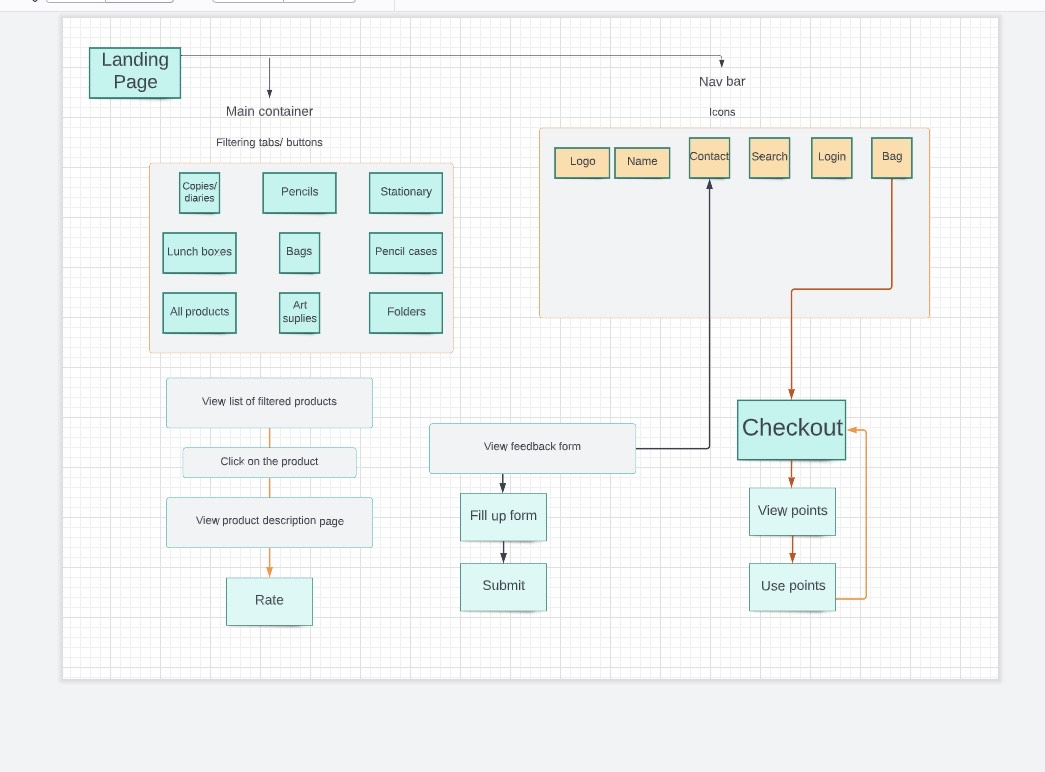 Landing
Page
Nav bar
Main container
Icons
Filtering tabs/ buttons
Logo
Name
Contact
Search
Login
Bag
Copies/
diaries
Pencils
Stationary
Lunch boxes
Bags
Pencil cases
All products
Art
suplies
Folders
View list of filtered products
Click on the product
View product description page
Rate
View feedback form
Fill up form
Submit
Checkout
View points
Use points